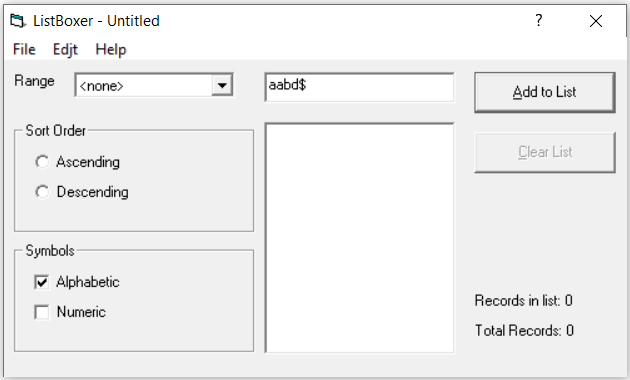 ListBoxer - Untitled
?
File Edjt Help
Range <none> aabd$ Add to List
Sort Order
Ascending
Descending
Clear List
Symbols
Alphabetic
Numeric
Records in list: 0
Total Records: 0